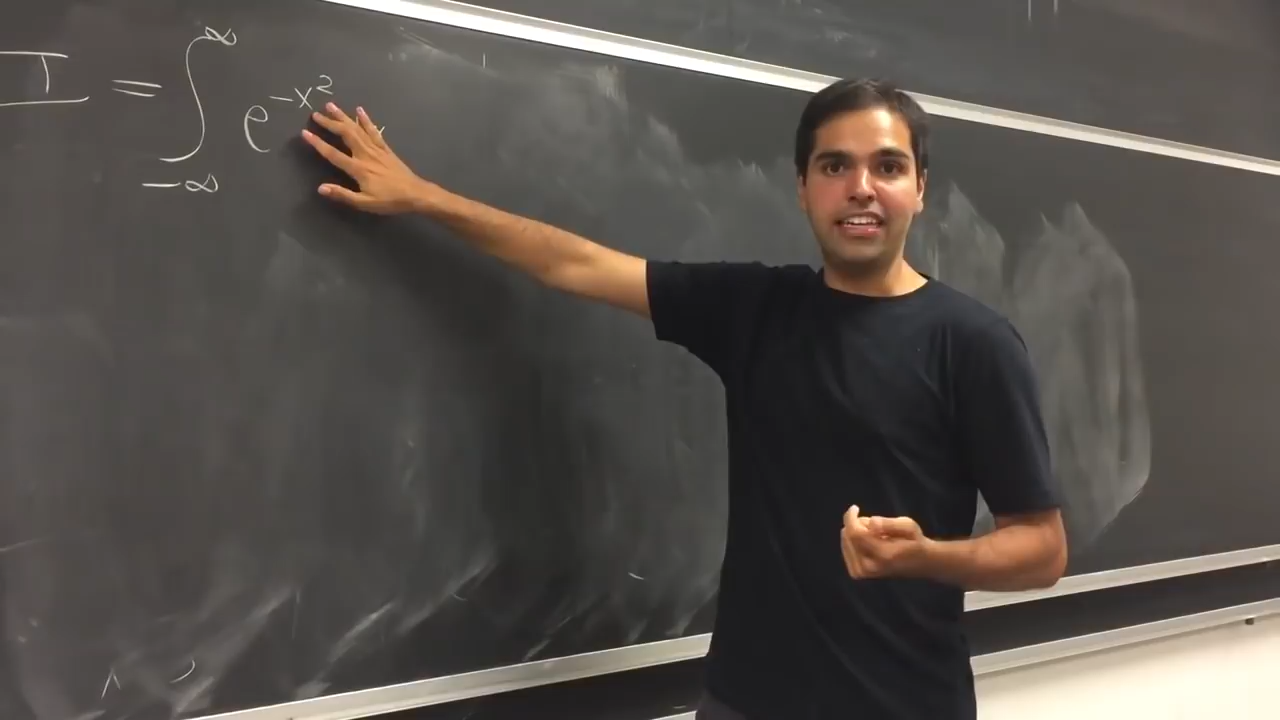 I = ∫_{-∞}^{∞} e^{-x²}